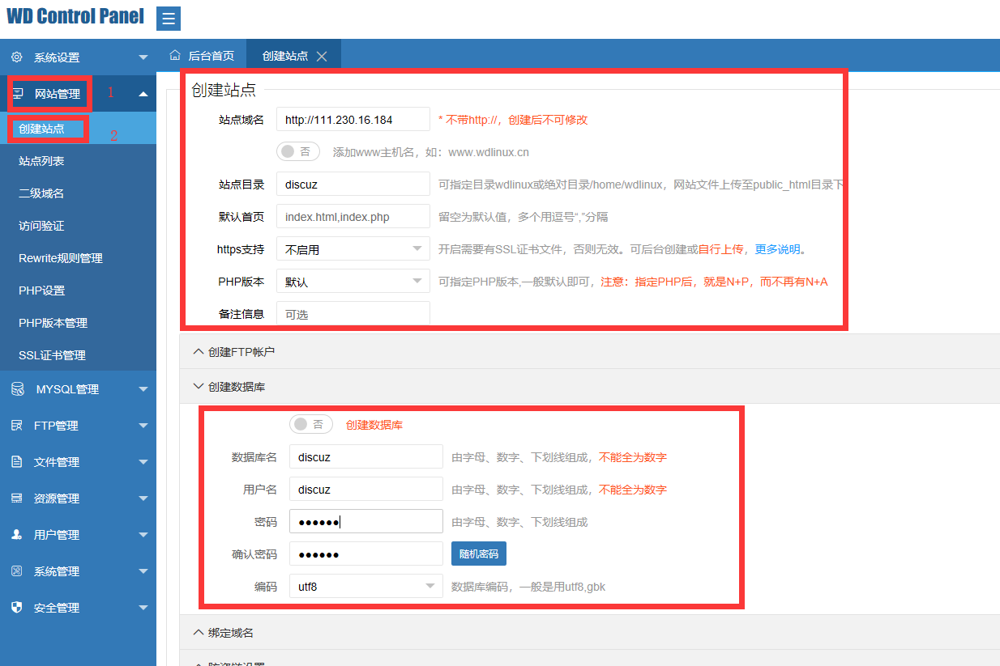 WD Control Panel
系统设置
后台首页
创建站点
网站管理
1
创建站点
2
站点列表
二级域名
访问验证
Rewrite规则管理
PHP设置
PHP版本管理
SSL证书管理
MYSQL管理
FTP管理
文件管理
资源管理
用户管理
系统管理
安全管理
创建站点
站点域名 http://111.230.16.184 * 不带http://，创建后不可修改
否 添加www主机名，如：www.wdlinux.cn
站点目录 discuz 可指定目录wdlinux或绝对目录/home/wdlinux，网站文件上传至public_html目录下
默认首页 index.html,index.php 留空为默认值，多个用逗号“,”分隔
https支持 不启用 开启需要有SSL证书文件，否则无效。可后台创建或自行上传，更多说明。
PHP版本 默认 可指定PHP版本,一般默认即可，注意：指定PHP后，就是N+P，而不再有N+A
备注信息 可选
创建FTP帐户
创建数据库
否 创建数据库
数据库名 discuz 由字母、数字、下划线组成，不能全为数字
用户名 discuz 由字母、数字、下划线组成，不能全为数字
密码 ●●●●●● 由字母、数字、下划线组成
确认密码 ●●●●●● 随机密码
编码 utf8 数据库编码，一般是用utf8,gbk
绑定域名
防盗链设置